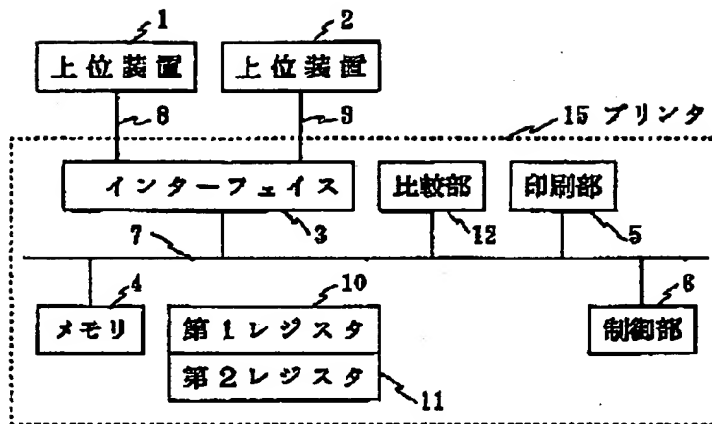 1
2
上位装置
上位装置
8
9
15 プリンタ
インターフェイス
比較部
印刷部
3
12
5
7
4
10
6
メモリ
第1レジスタ
制御部
第2レジスタ
11